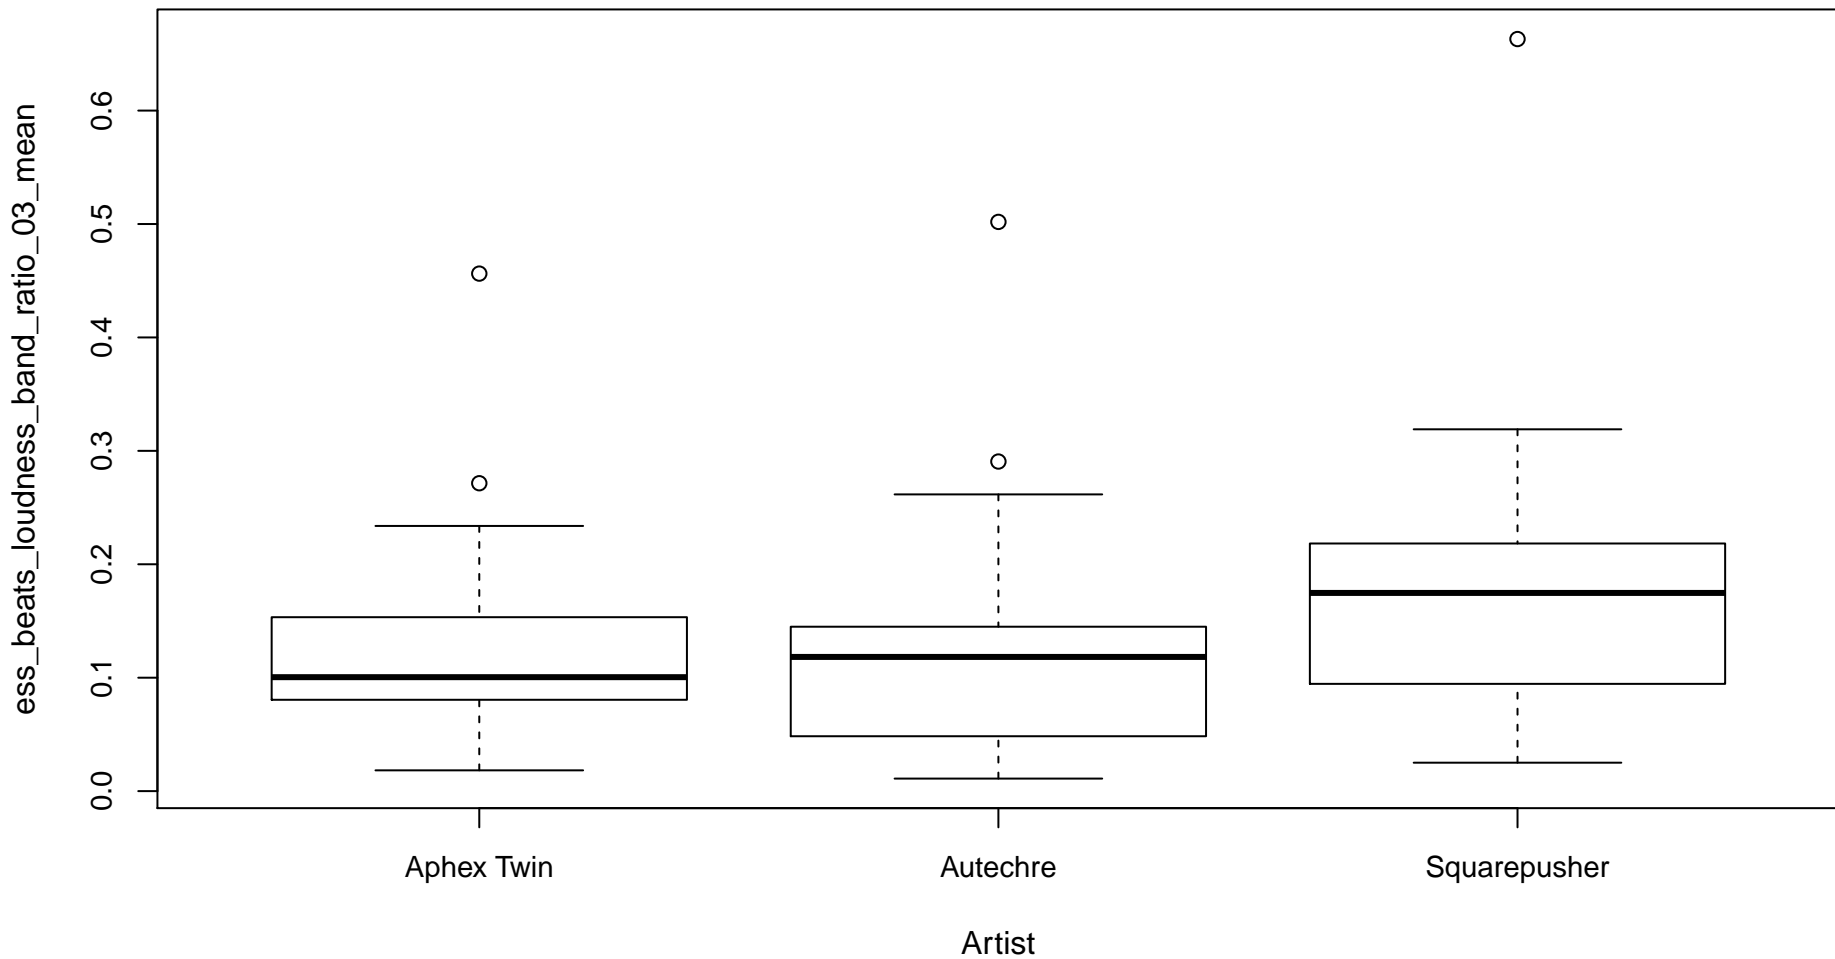 ess_beats_loudness_band_ratio_03_mean
0.6
0.5
0.4
0.3
0.2
0.1
0.0
Aphex Twin Autechre Squarepusher
Artist